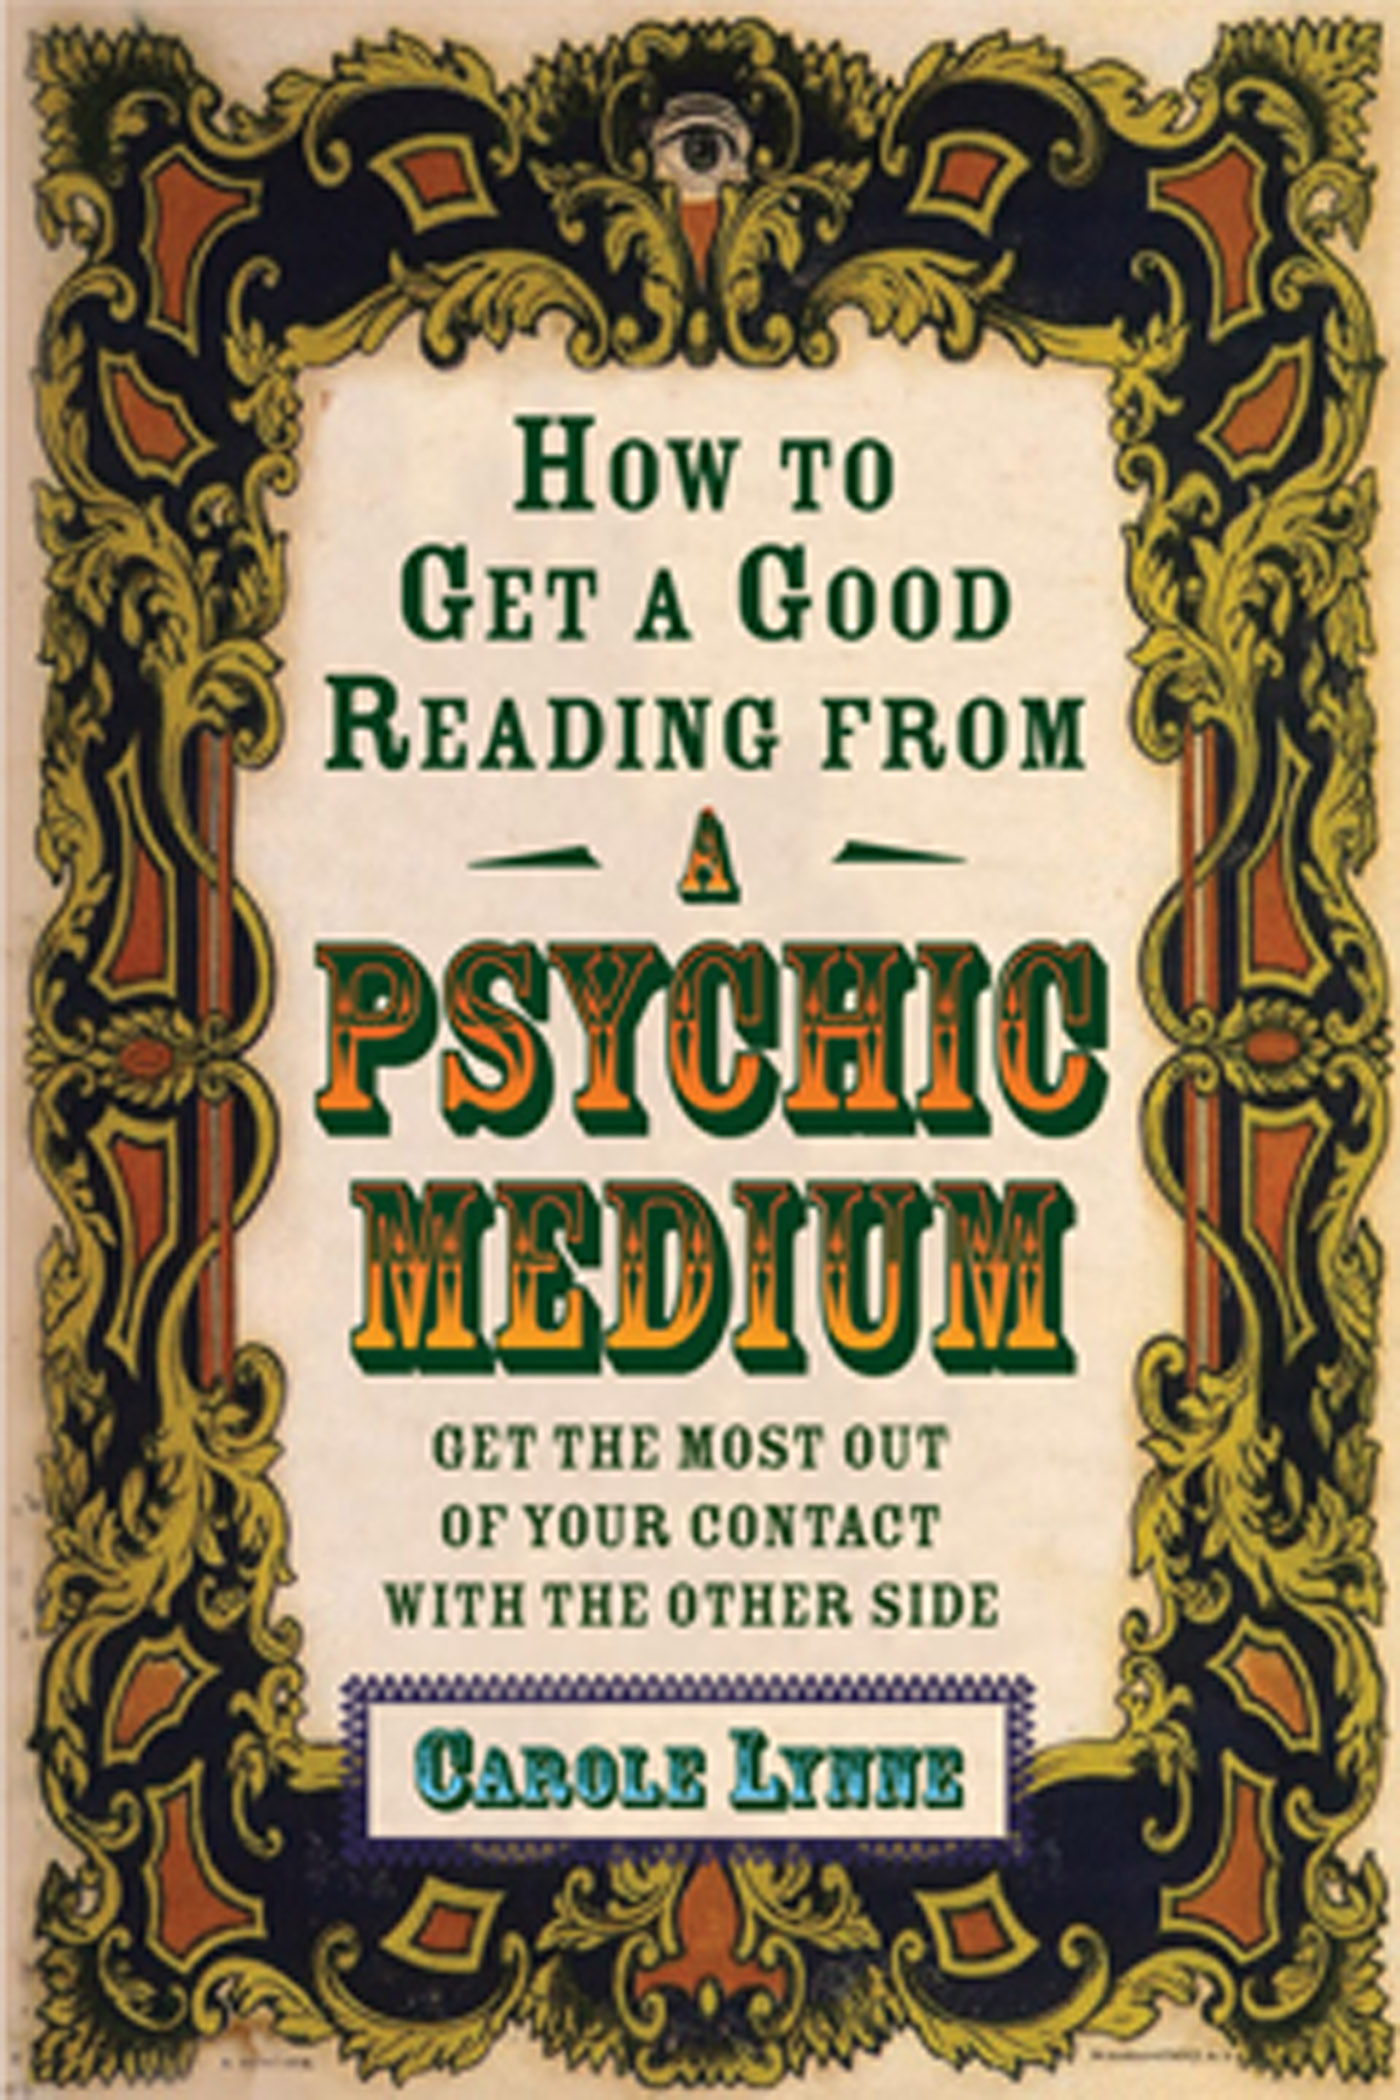 HOW TO
GET A GOOD
READING FROM
A
PSYCHIC
MEDIUM
GET THE MOST OUT
OF YOUR CONTACT
WITH THE OTHER SIDE
CAROLE LYNNE